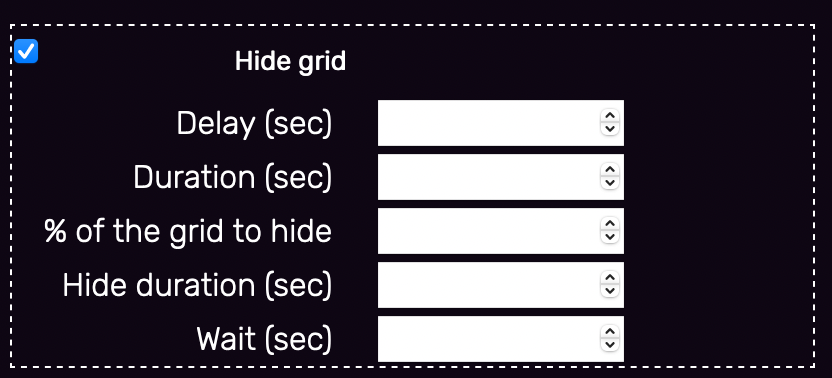 Hide grid
Delay (sec)
Duration (sec)
% of the grid to hide
Hide duration (sec)
Wait (sec)